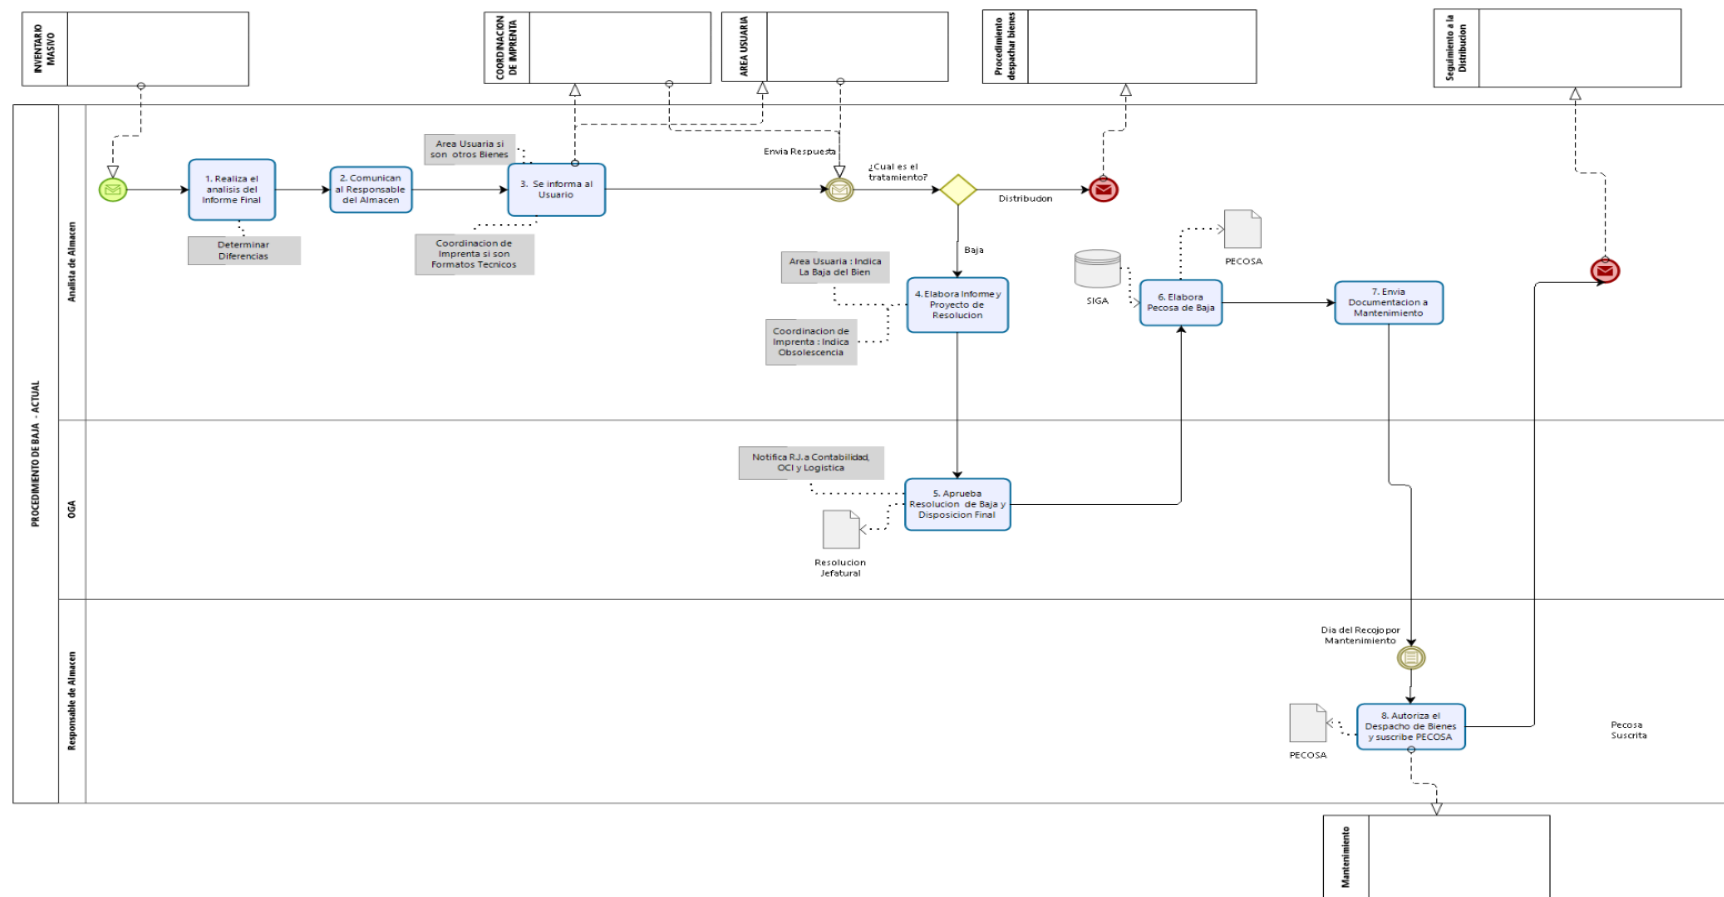 INVENTARIO
MASIVO
COORDINACION
DE IMPRENTA
AREA USUARIA
Procedimiento
despachar bienes
Seguimiento a la
Distribucion
PROCEDIMIENTO DE BAJA - ACTUAL
Analista de Almacen
Area Usuaria si
son otros Bienes
Envia Respuesta
¿Cual es el
tratamiento?
1. Realiza el
analisis del
Informe Final
2. Comunican
al Responsable
del Almacen
3. Se informa al
Usuario
Distribucion
Determinar
Diferencias
Coordinacion de
Imprenta si son
Formatos Tecnicos
Baja
Area Usuaria : Indica
La Baja del Bien
4. Elabora Informe y
Proyecto de
Resolucion
Coordinacion de
Imprenta : Indica
Obsolescencia
SIGA
PECOSA
6. Elabora
Pecosa de Baja
7. Envia
Documentacion a
Mantenimiento
OGA
Notifica R.J. a Contabilidad,
OCI y Logistica
5. Aprueba
Resolucion de Baja y
Disposicion Final
Resolucion
Jefatural
Responsable de Almacen
Dia del Recojo por
Mantenimiento
8. Autoriza el
Despacho de Bienes
y suscribe PECOSA
PECOSA
Pecosa
Suscrita
Mantenimiento